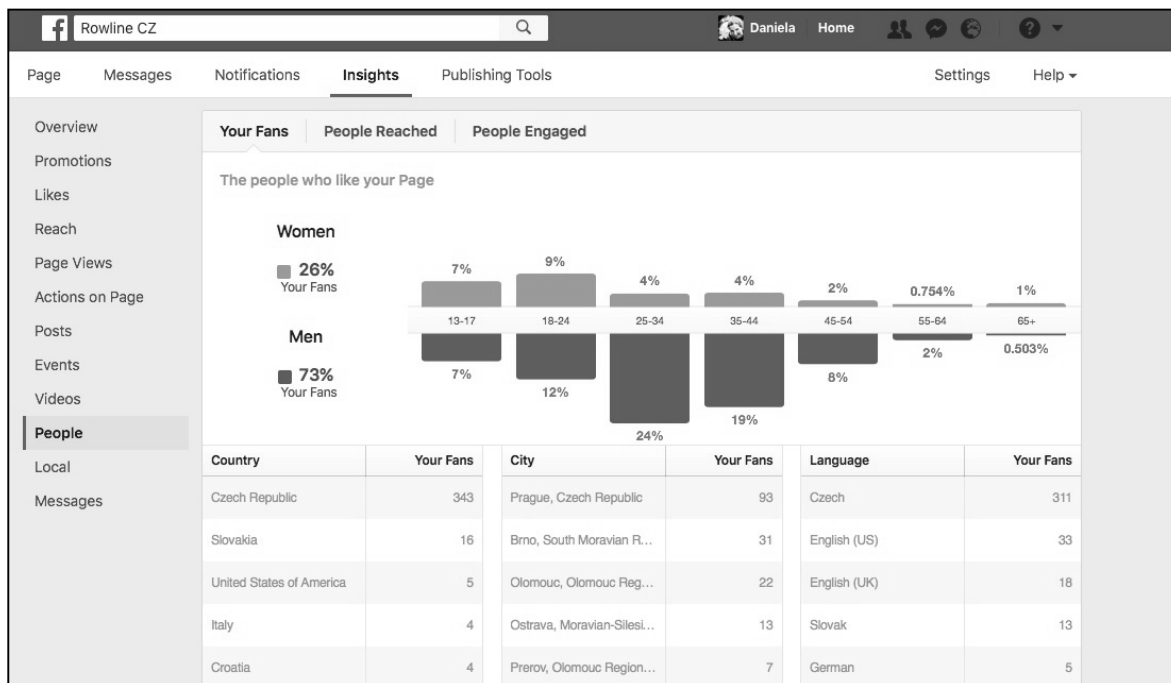 f Rowline CZ Daniela Home ?
Page Messages Notifications Insights Publishing Tools Settings Help
Overview
Promotions
Likes
Reach
Page Views
Actions on Page
Posts
Events
Videos
People
Local
Messages
Your Fans People Reached People Engaged
The people who like your Page
Women
26%
Your Fans
Men
73%
Your Fans
7% 9% 4% 4% 2% 0.754% 1%
13-17 18-24 25-34 35-44 45-54 55-64 65+
7% 12% 24% 19% 8% 2% 0.503%
Country Your Fans City Your Fans Language Your Fans
Czech Republic 343 Prague, Czech Republic 93 Czech 311
Slovakia 16 Brno, South Moravian R... 31 English (US) 33
United States of America 5 Olomouc, Olomouc Reg... 22 English (UK) 18
Italy 4 Ostrava, Moravian-Silesi... 13 Slovak 13
Croatia 4 Prerov, Olomouc Region... 7 German 5